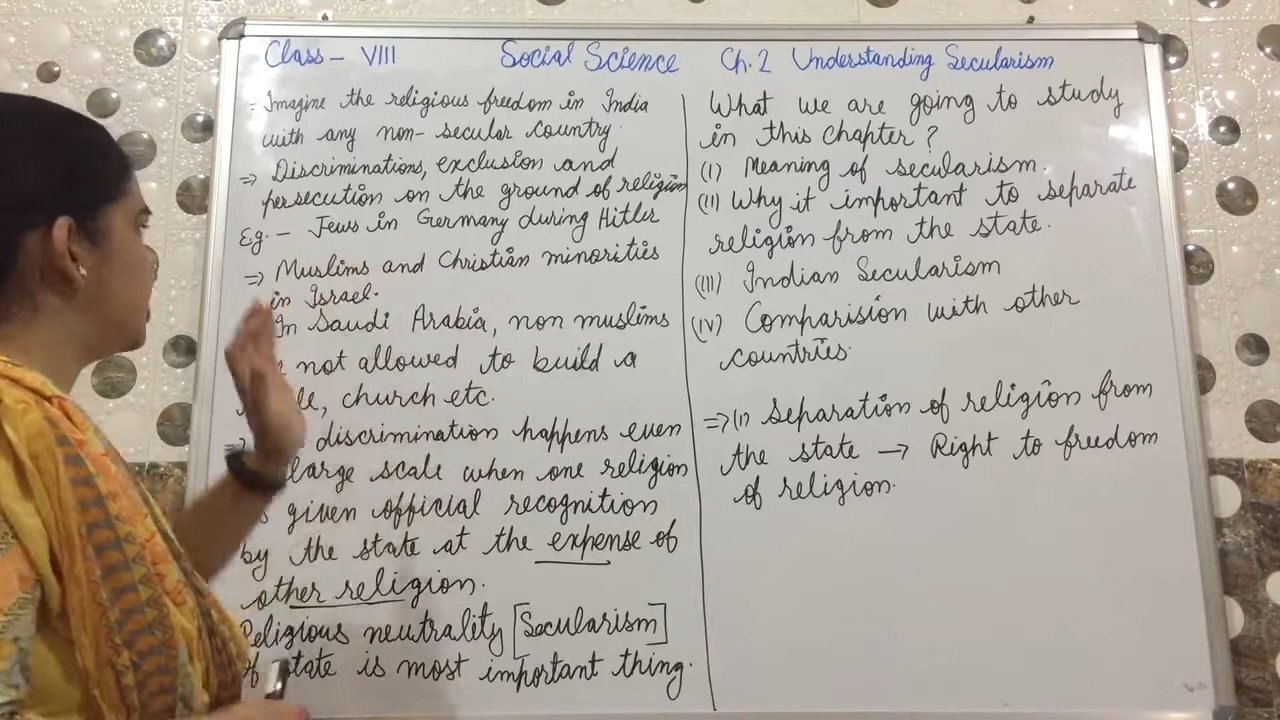 Class - VIII Social Science Ch.2 Understanding Secularism
- Imagine the religious freedom in India
with any non-secular country.
=> Discriminations, exclusion and
persecution on the ground of religion
E.g. - Jews in Germany during Hitler
=> Muslims and Christian minorities
in Israel.
In Saudi Arabia, non muslims
not allowed to build a
church etc.
=> discrimination happens even
large scale when one religion
given official recognition
by the state at the expense of
other religion.
Religious neutrality [Secularism]
of state is most important thing.
What we are going to study
in this chapter?
(I) Meaning of secularism.
(II) Why it important to separate
religion from the state.
(III) Indian Secularism
(IV) Comparision with other
countries.
=> (I) Separation of religion from
the state → Right to freedom
of religion.